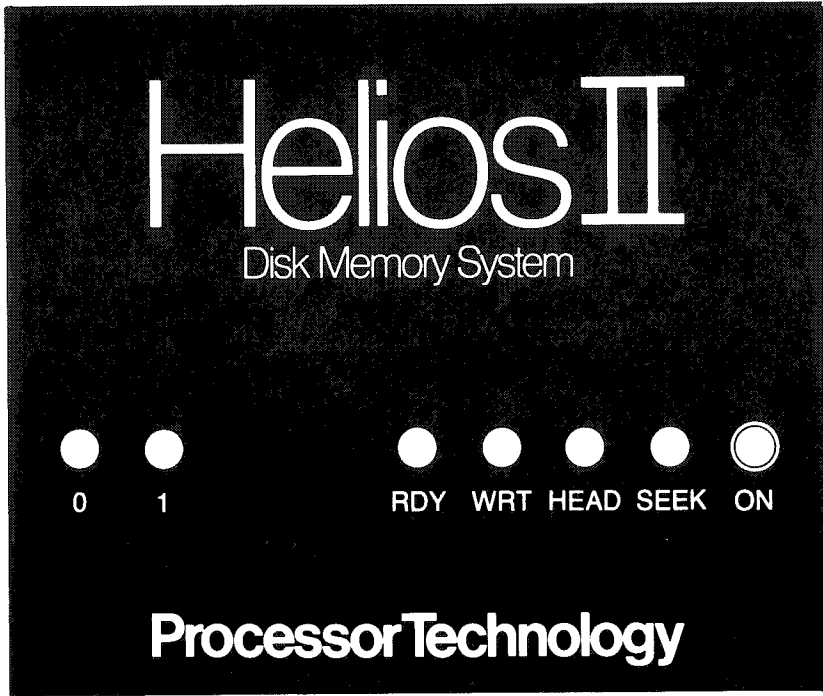 Helios II
Disk Memory System
0 1 RDY WRT HEAD SEEK ON
Processor Technology